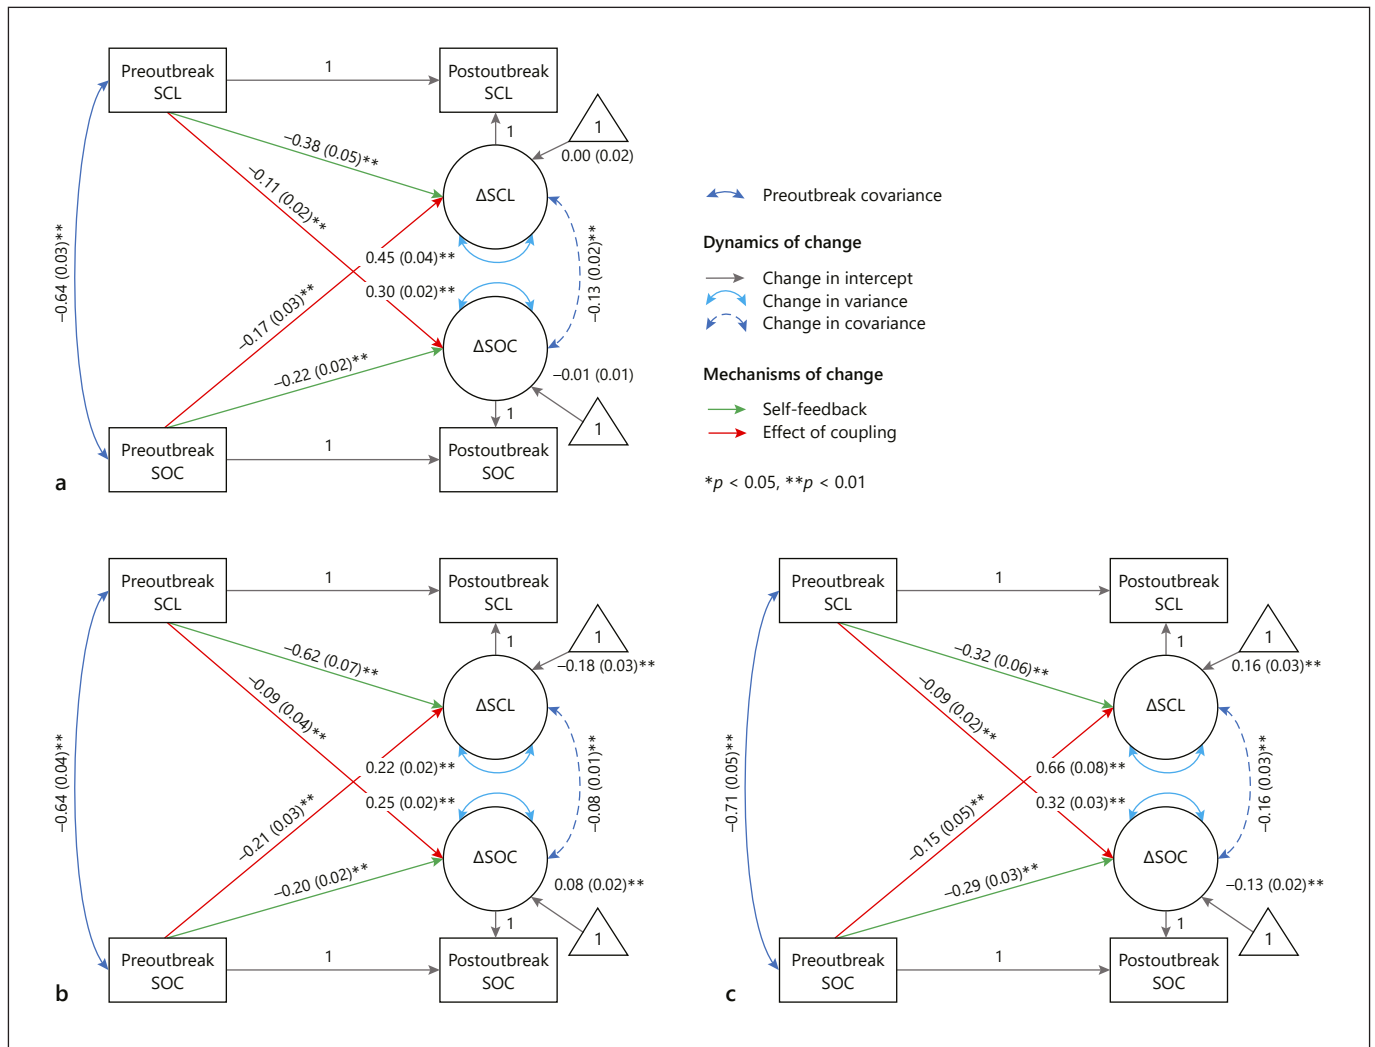 Preoutbreak
SCL
1
Postoutbreak
SCL
1
1
0.00 (0.02)
−0.38 (0.05)**
−0.11 (0.02)**
ΔSCL
−0.64 (0.03)**
0.45 (0.04)**
−0.13 (0.02)**
0.30 (0.02)**
−0.17 (0.03)**
ΔSOC
−0.22 (0.02)**
−0.01 (0.01)
1
1
Preoutbreak
SOC
1
Postoutbreak
SOC
a
Preoutbreak covariance
Dynamics of change
Change in intercept
Change in variance
Change in covariance
Mechanisms of change
Self-feedback
Effect of coupling
*p < 0.05, **p < 0.01
Preoutbreak
SCL
1
Postoutbreak
SCL
1
1
−0.18 (0.03)**
−0.62 (0.07)**
−0.09 (0.04)**
ΔSCL
−0.64 (0.04)**
0.22 (0.02)**
−0.08 (0.01)**
0.25 (0.02)**
−0.21 (0.03)**
ΔSOC
−0.20 (0.02)**
0.08 (0.02)**
1
1
Preoutbreak
SOC
1
Postoutbreak
SOC
b
Preoutbreak
SCL
1
Postoutbreak
SCL
1
1
0.16 (0.03)**
−0.32 (0.06)**
−0.09 (0.02)**
ΔSCL
−0.71 (0.05)**
0.66 (0.08)**
−0.16 (0.03)**
0.32 (0.03)**
−0.15 (0.05)**
ΔSOC
−0.29 (0.03)**
−0.13 (0.02)**
1
1
Preoutbreak
SOC
1
Postoutbreak
SOC
c